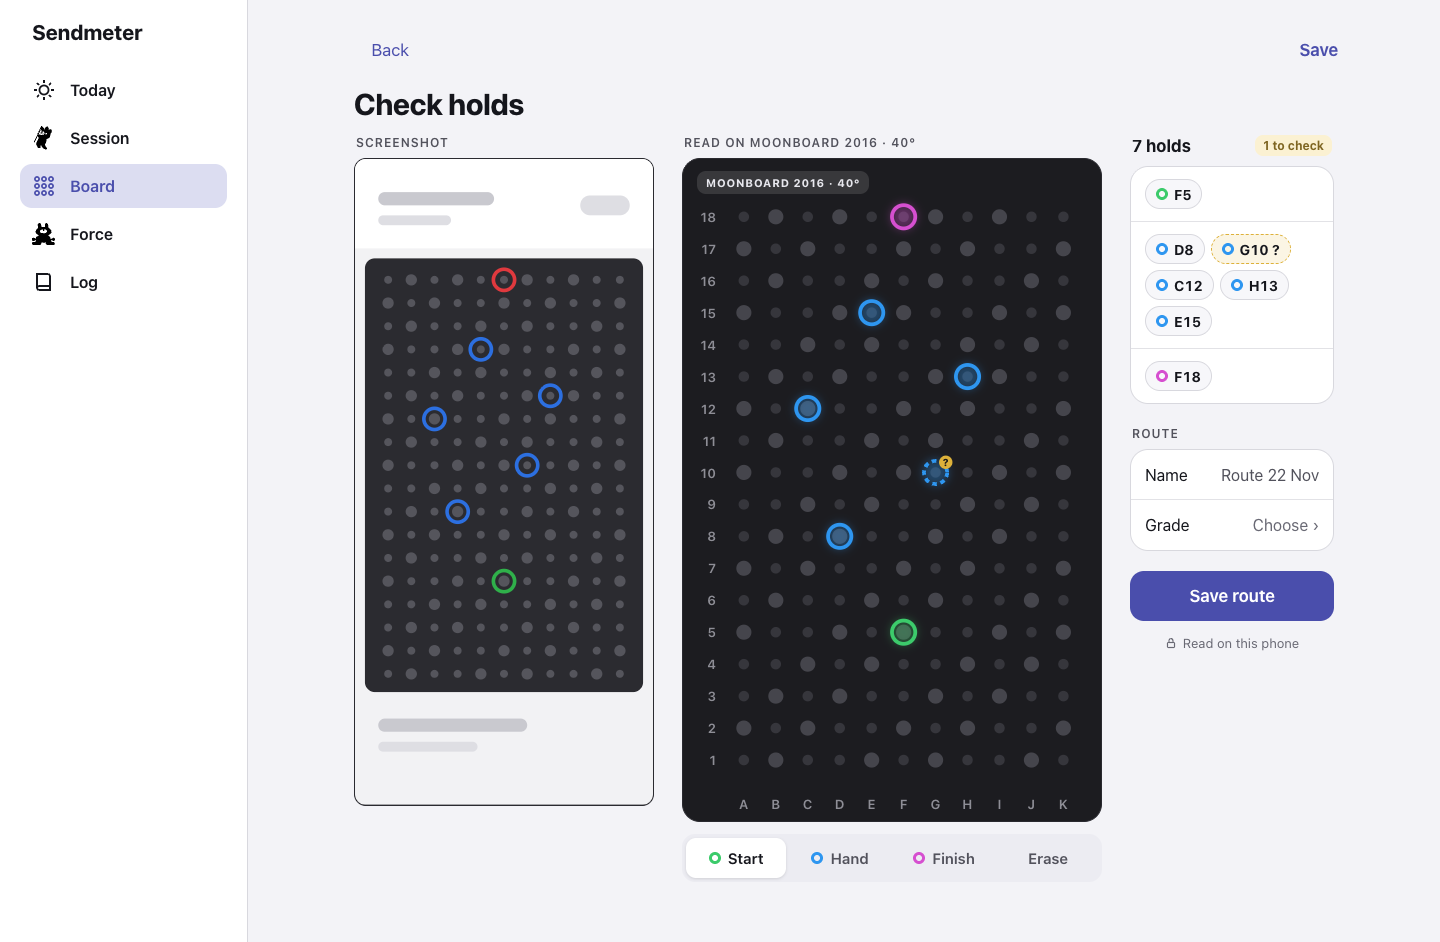 Sendmeter
Today
Session
Board
Force
Log
Back
Save
Check holds
SCREENSHOT
READ ON MOONBOARD 2016 · 40°
MOONBOARD 2016 · 40°
18
17
16
15
14
13
12
11
10
?
9
8
7
6
5
4
3
2
1
A B C D E F G H I J K
Start
Hand
Finish
Erase
7 holds
1 to check
F5
D8
G10 ?
C12
H13
E15
F18
ROUTE
Name Route 22 Nov
Grade Choose ›
Save route
Read on this phone